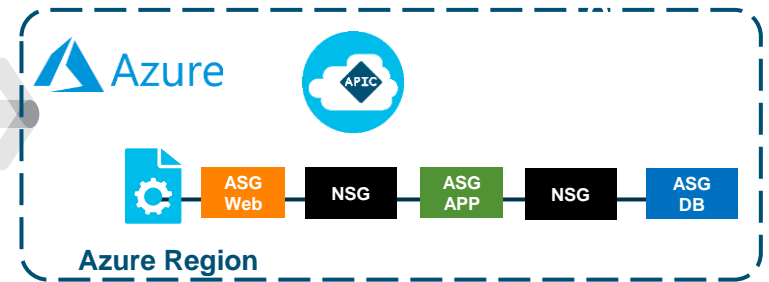 Azure
APIC
ASG
Web
NSG
ASG
APP
NSG
ASG
DB
Azure Region